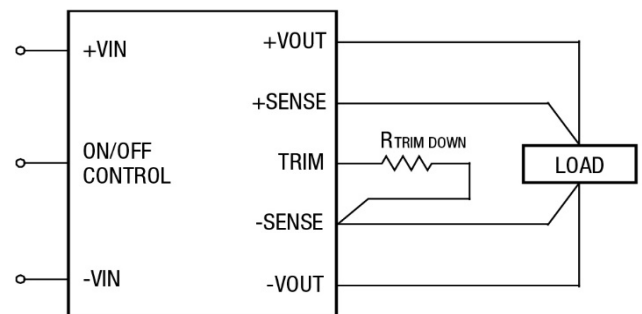 +VIN
ON/OFF
CONTROL
-VIN
+VOUT
+SENSE
TRIM
-SENSE
-VOUT
RTRIM DOWN
LOAD